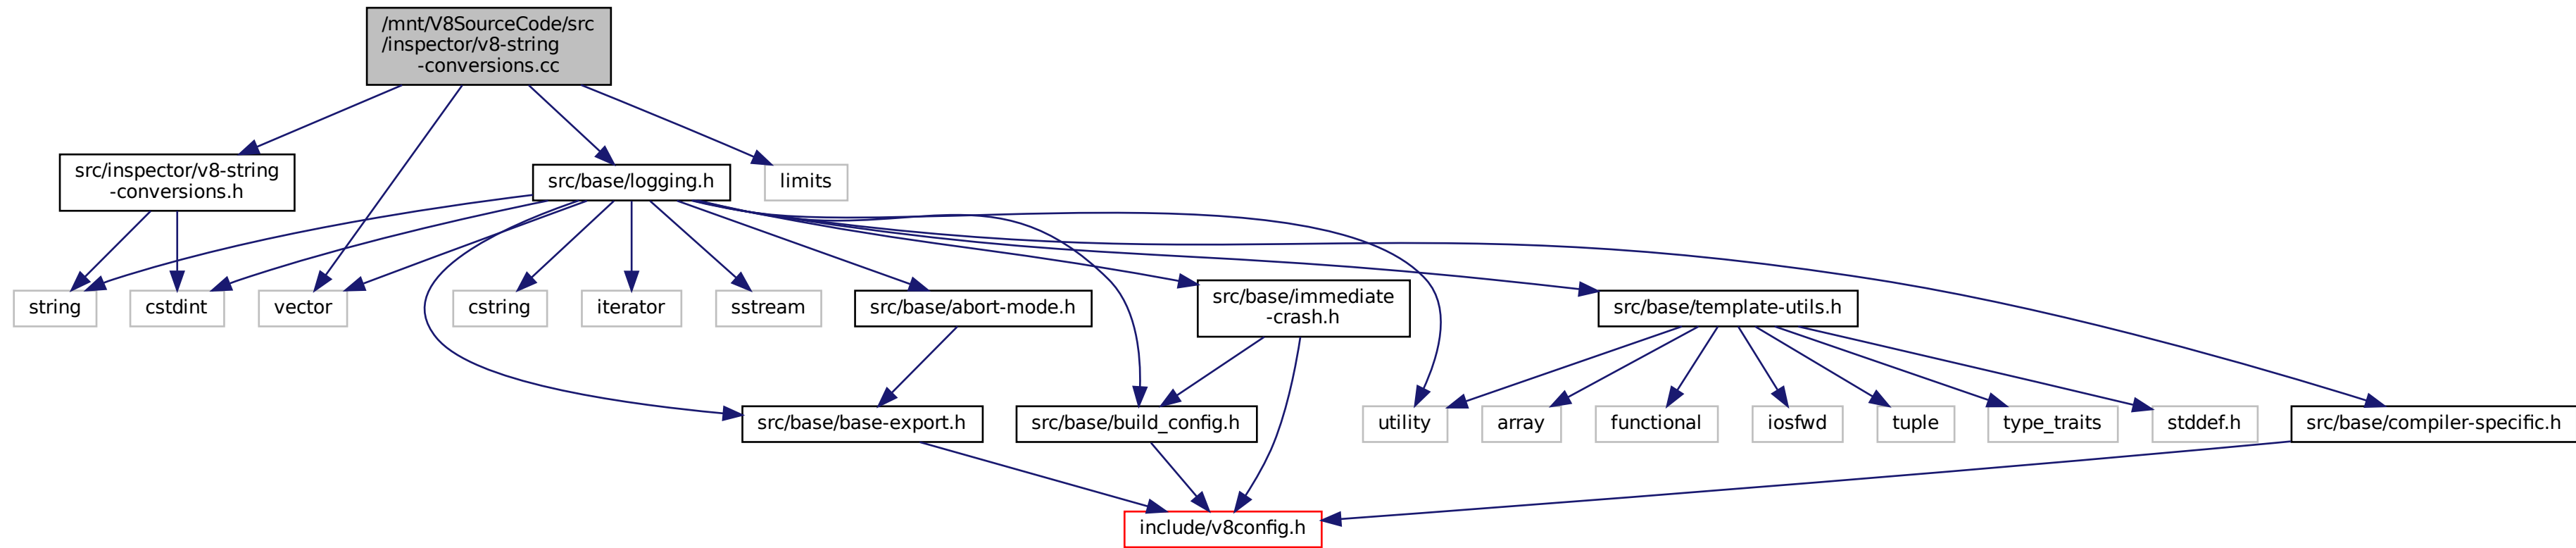 /mnt/V8SourceCode/src
/inspector/v8-string
-conversions.cc
src/inspector/v8-string
-conversions.h
src/base/logging.h
limits
string
cstdint
vector
cstring
iterator
sstream
src/base/abort-mode.h
src/base/immediate
-crash.h
src/base/template-utils.h
src/base/base-export.h
src/base/build_config.h
utility
array
functional
iosfwd
tuple
type_traits
stddef.h
src/base/compiler-specific.h
include/v8config.h